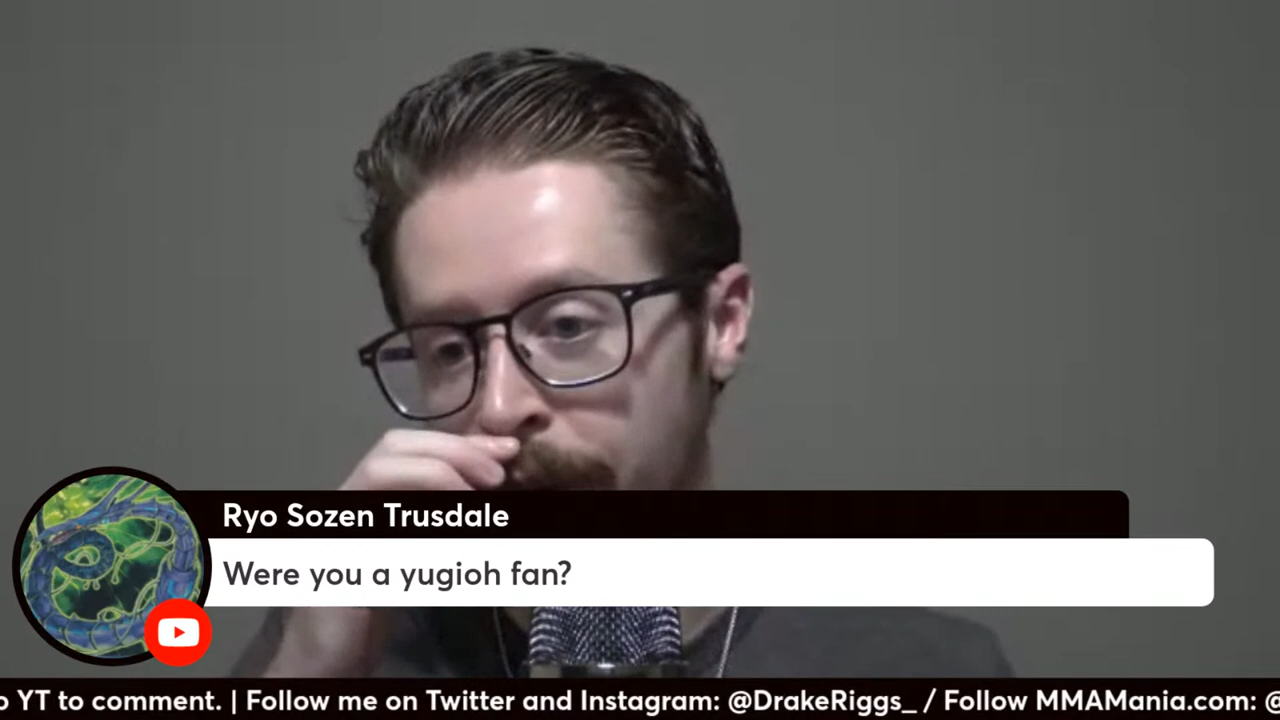 Ryo Sozen Trusdale
Were you a yugioh fan?
o YT to comment. | Follow me on Twitter and Instagram: @DrakeRiggs_ / Follow MMAMania.com: @